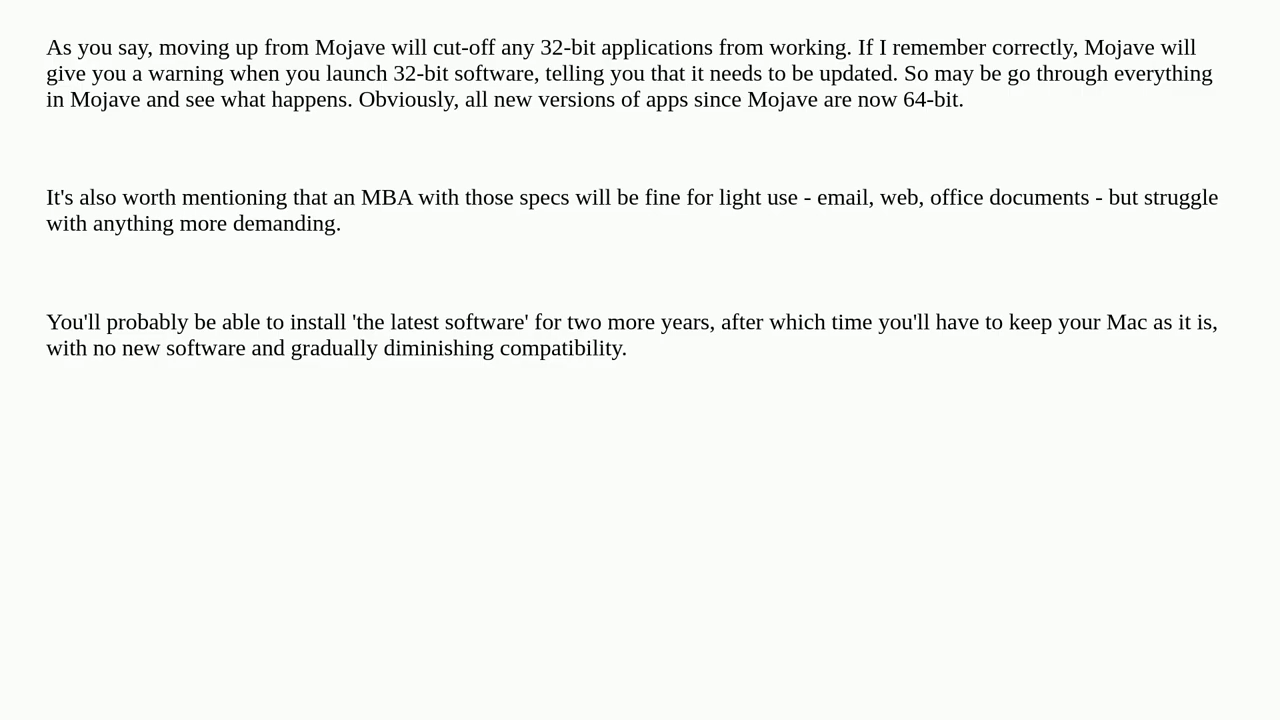 As you say, moving up from Mojave will cut-off any 32-bit applications from working. If I remember correctly, Mojave will
give you a warning when you launch 32-bit software, telling you that it needs to be updated. So may be go through everything
in Mojave and see what happens. Obviously, all new versions of apps since Mojave are now 64-bit.
It's also worth mentioning that an MBA with those specs will be fine for light use - email, web, office documents - but struggle
with anything more demanding.
You'll probably be able to install 'the latest software' for two more years, after which time you'll have to keep your Mac as it is,
with no new software and gradually diminishing compatibility.